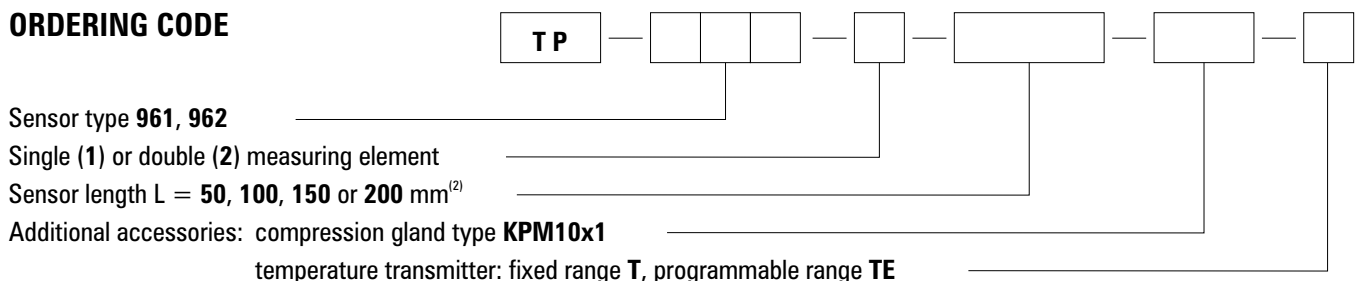 ORDERING CODE
T P
Sensor type 961, 962
Single (1) or double (2) measuring element
Sensor length L = 50, 100, 150 or 200 mm(2)
Additional accessories: compression gland type KPM10x1
temperature transmitter: fixed range T, programmable range TE